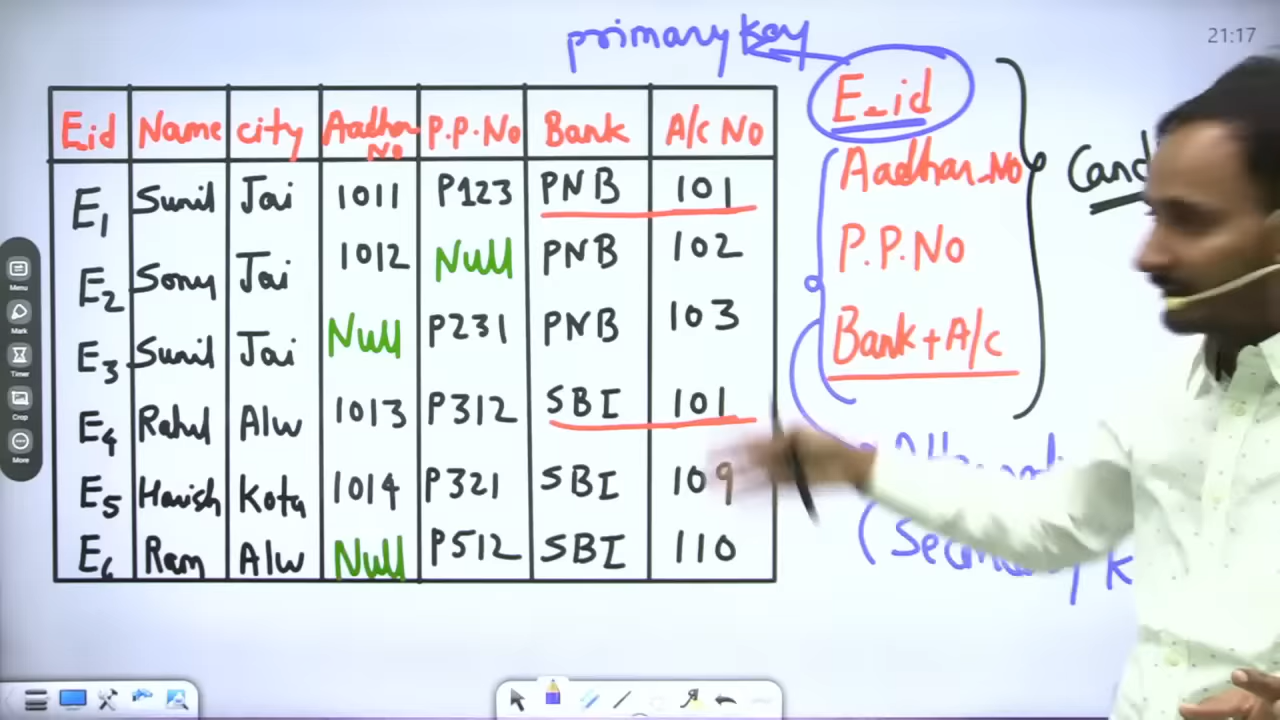 21:17
primary key
E-id
Aadhar No
P.P.No
Bank+A/c
Eid Name city Aadhar No P.P.No Bank A/c No
E1 Sunil Jai 1011 P123 PNB 101
E2 Sony Jai 1012 Null PNB 102
E3 Sunil Jai Null P231 PNB 103
E4 Rahul Alw 1013 P312 SBI 101
E5 Harish Kota 1014 P321 SBI 109
E6 Ram Alw Null P512 SBI 110
Menu
Mark
Timer
Crop
More